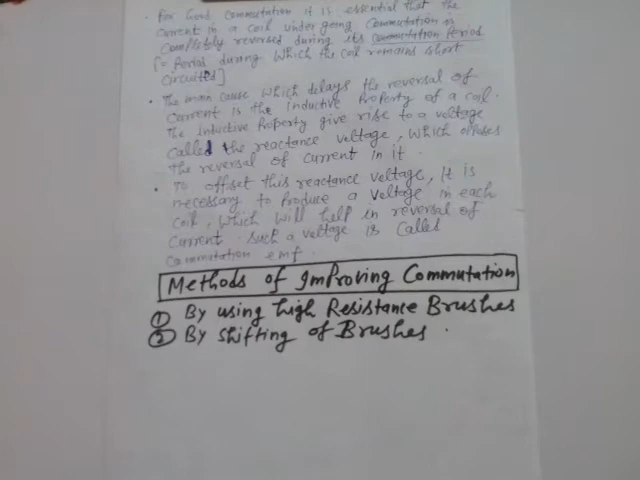 For Good commutation it is essential that the
current in a coil undergoing commutation is
completely reversed during its commutation Period
[= Period during which the coil remains short
circuited]
• The main cause which delays the reversal of
current is the inductive Property of a coil.
The inductive Property give rise to a voltage
called the reactance voltage, which opposes
the reversal of current in it.
• To offset this reactance voltage, it is
necessary to Produce a voltage in each
coil, which will help in reversal of
current. such a voltage is called
commutation emf.
Methods of Improving Commutation
① By using high Resistance Brushes
② By shifting of Brushes.